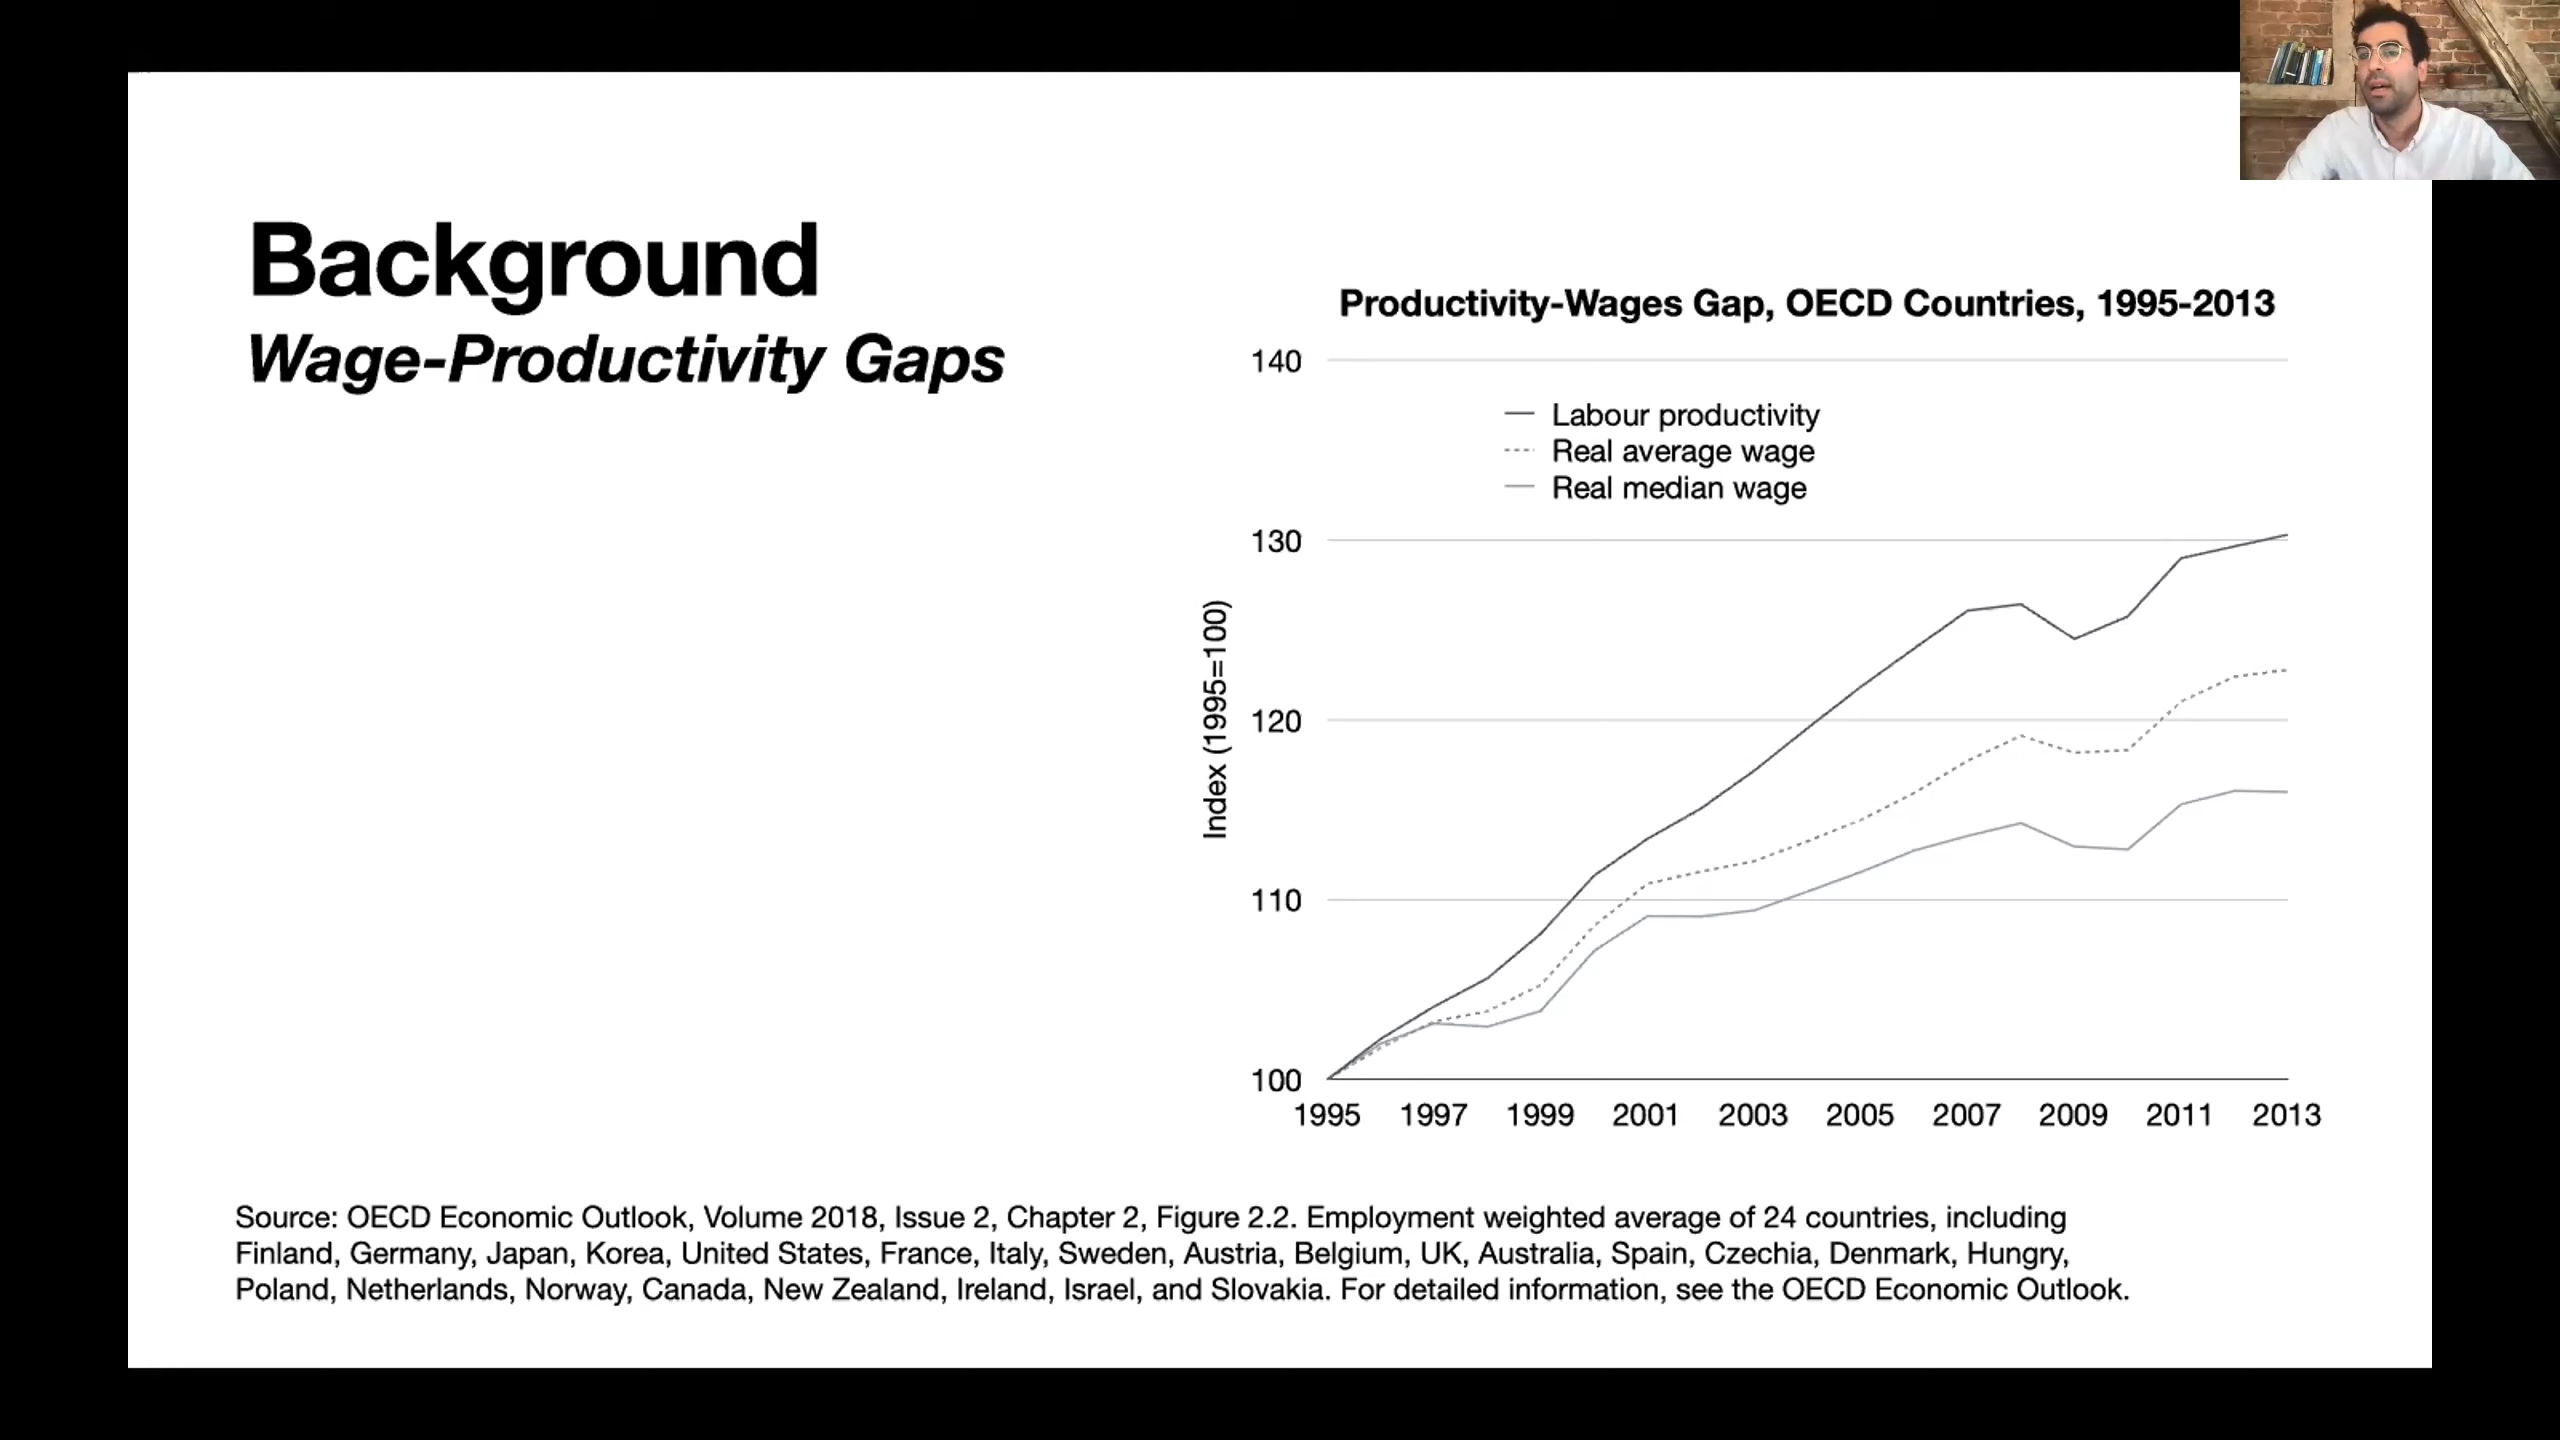 Background
Wage-Productivity Gaps
Productivity-Wages Gap, OECD Countries, 1995-2013
140
Labour productivity
Real average wage
Real median wage
130
120
110
100
Index (1995=100)
1995 1997 1999 2001 2003 2005 2007 2009 2011 2013
Source: OECD Economic Outlook, Volume 2018, Issue 2, Chapter 2, Figure 2.2. Employment weighted average of 24 countries, including
Finland, Germany, Japan, Korea, United States, France, Italy, Sweden, Austria, Belgium, UK, Australia, Spain, Czechia, Denmark, Hungry,
Poland, Netherlands, Norway, Canada, New Zealand, Ireland, Israel, and Slovakia. For detailed information, see the OECD Economic Outlook.